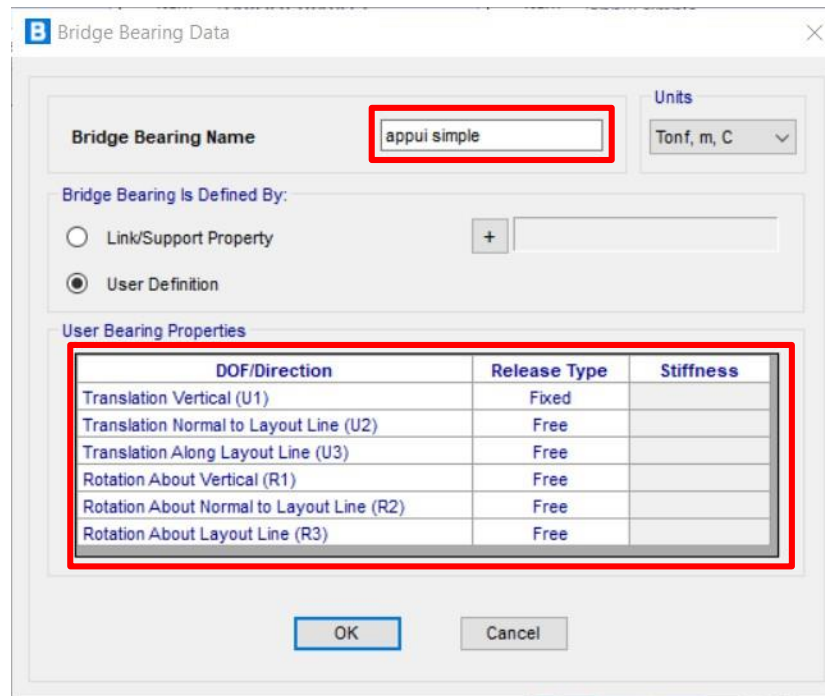 B Bridge Bearing Data
Units
Bridge Bearing Name appui simple Tonf, m, C
Bridge Bearing Is Defined By:
Link/Support Property +
User Definition
User Bearing Properties
DOF/Direction Release Type Stiffness
Translation Vertical (U1) Fixed
Translation Normal to Layout Line (U2) Free
Translation Along Layout Line (U3) Free
Rotation About Vertical (R1) Free
Rotation About Normal to Layout Line (R2) Free
Rotation About Layout Line (R3) Free
OK Cancel